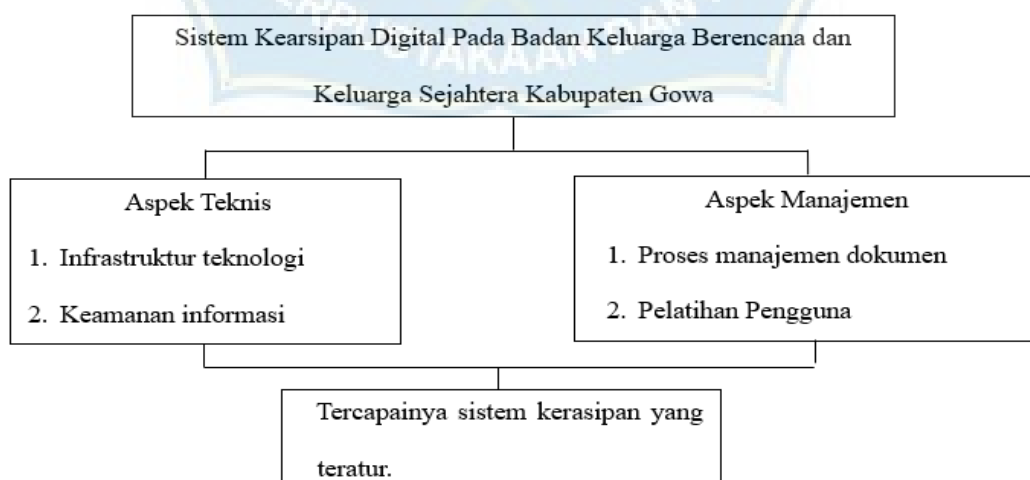 Sistem Kearsipan Digital Pada Badan Keluarga Berencana dan
Keluarga Sejahtera Kabupaten Gowa
Aspek Teknis
1. Infrastruktur teknologi
2. Keamanan informasi
Aspek Manajemen
1. Proses manajemen dokumen
2. Pelatihan Pengguna
Tercapainya sistem kerasipan yang
teratur.